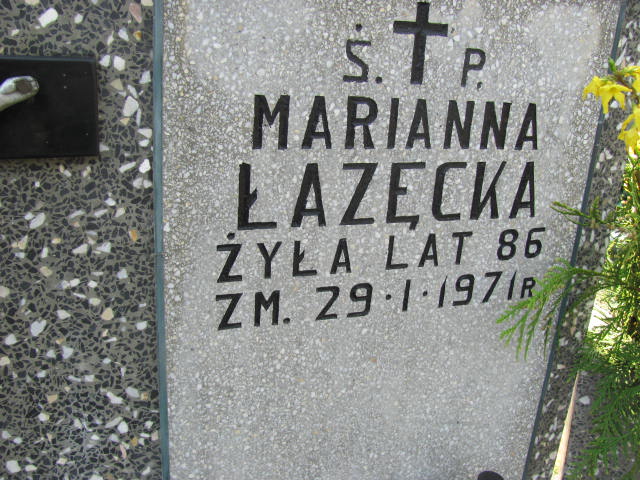 Ś. P.
MARIANNA
ŁAZĘCKA
ŻYŁA LAT 86
ZM. 29·1·1971R